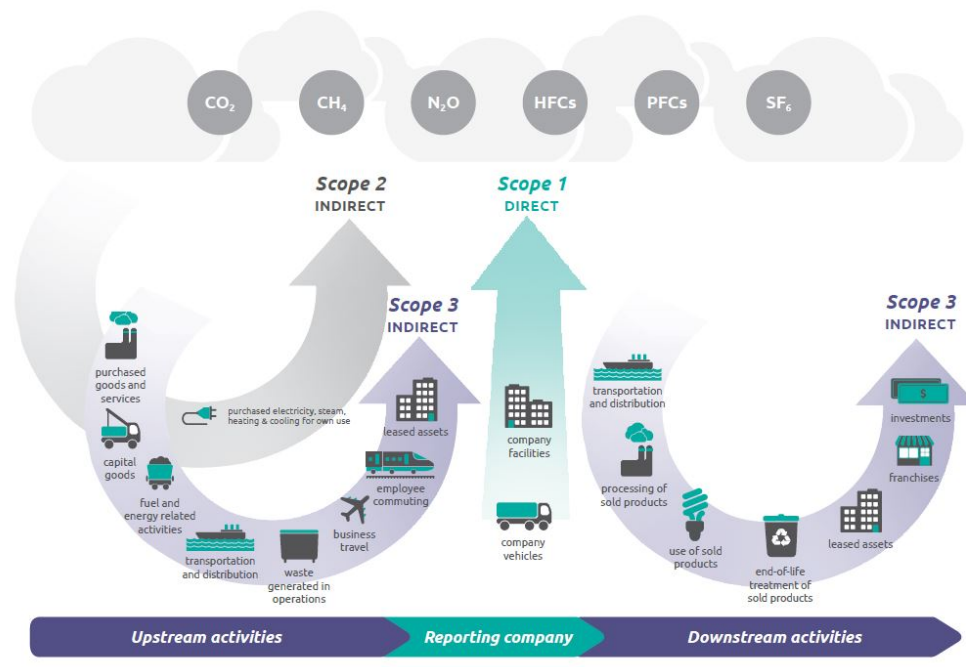 CO₂
CH₄
N₂O
HFCs
PFCs
SF₆
Scope 2
INDIRECT
Scope 1
DIRECT
Scope 3
INDIRECT
Scope 3
INDIRECT
purchased
goods and
services
capital
goods
fuel and
energy related
activities
transportation
and distribution
waste
generated in
operations
business
travel
employee
commuting
leased assets
purchased electricity, steam,
heating & cooling for own use
company
facilities
company
vehicles
transportation
and distribution
processing of
sold products
use of sold
products
end-of-life
treatment of
sold products
leased assets
franchises
$
investments
Upstream activities
Reporting company
Downstream activities